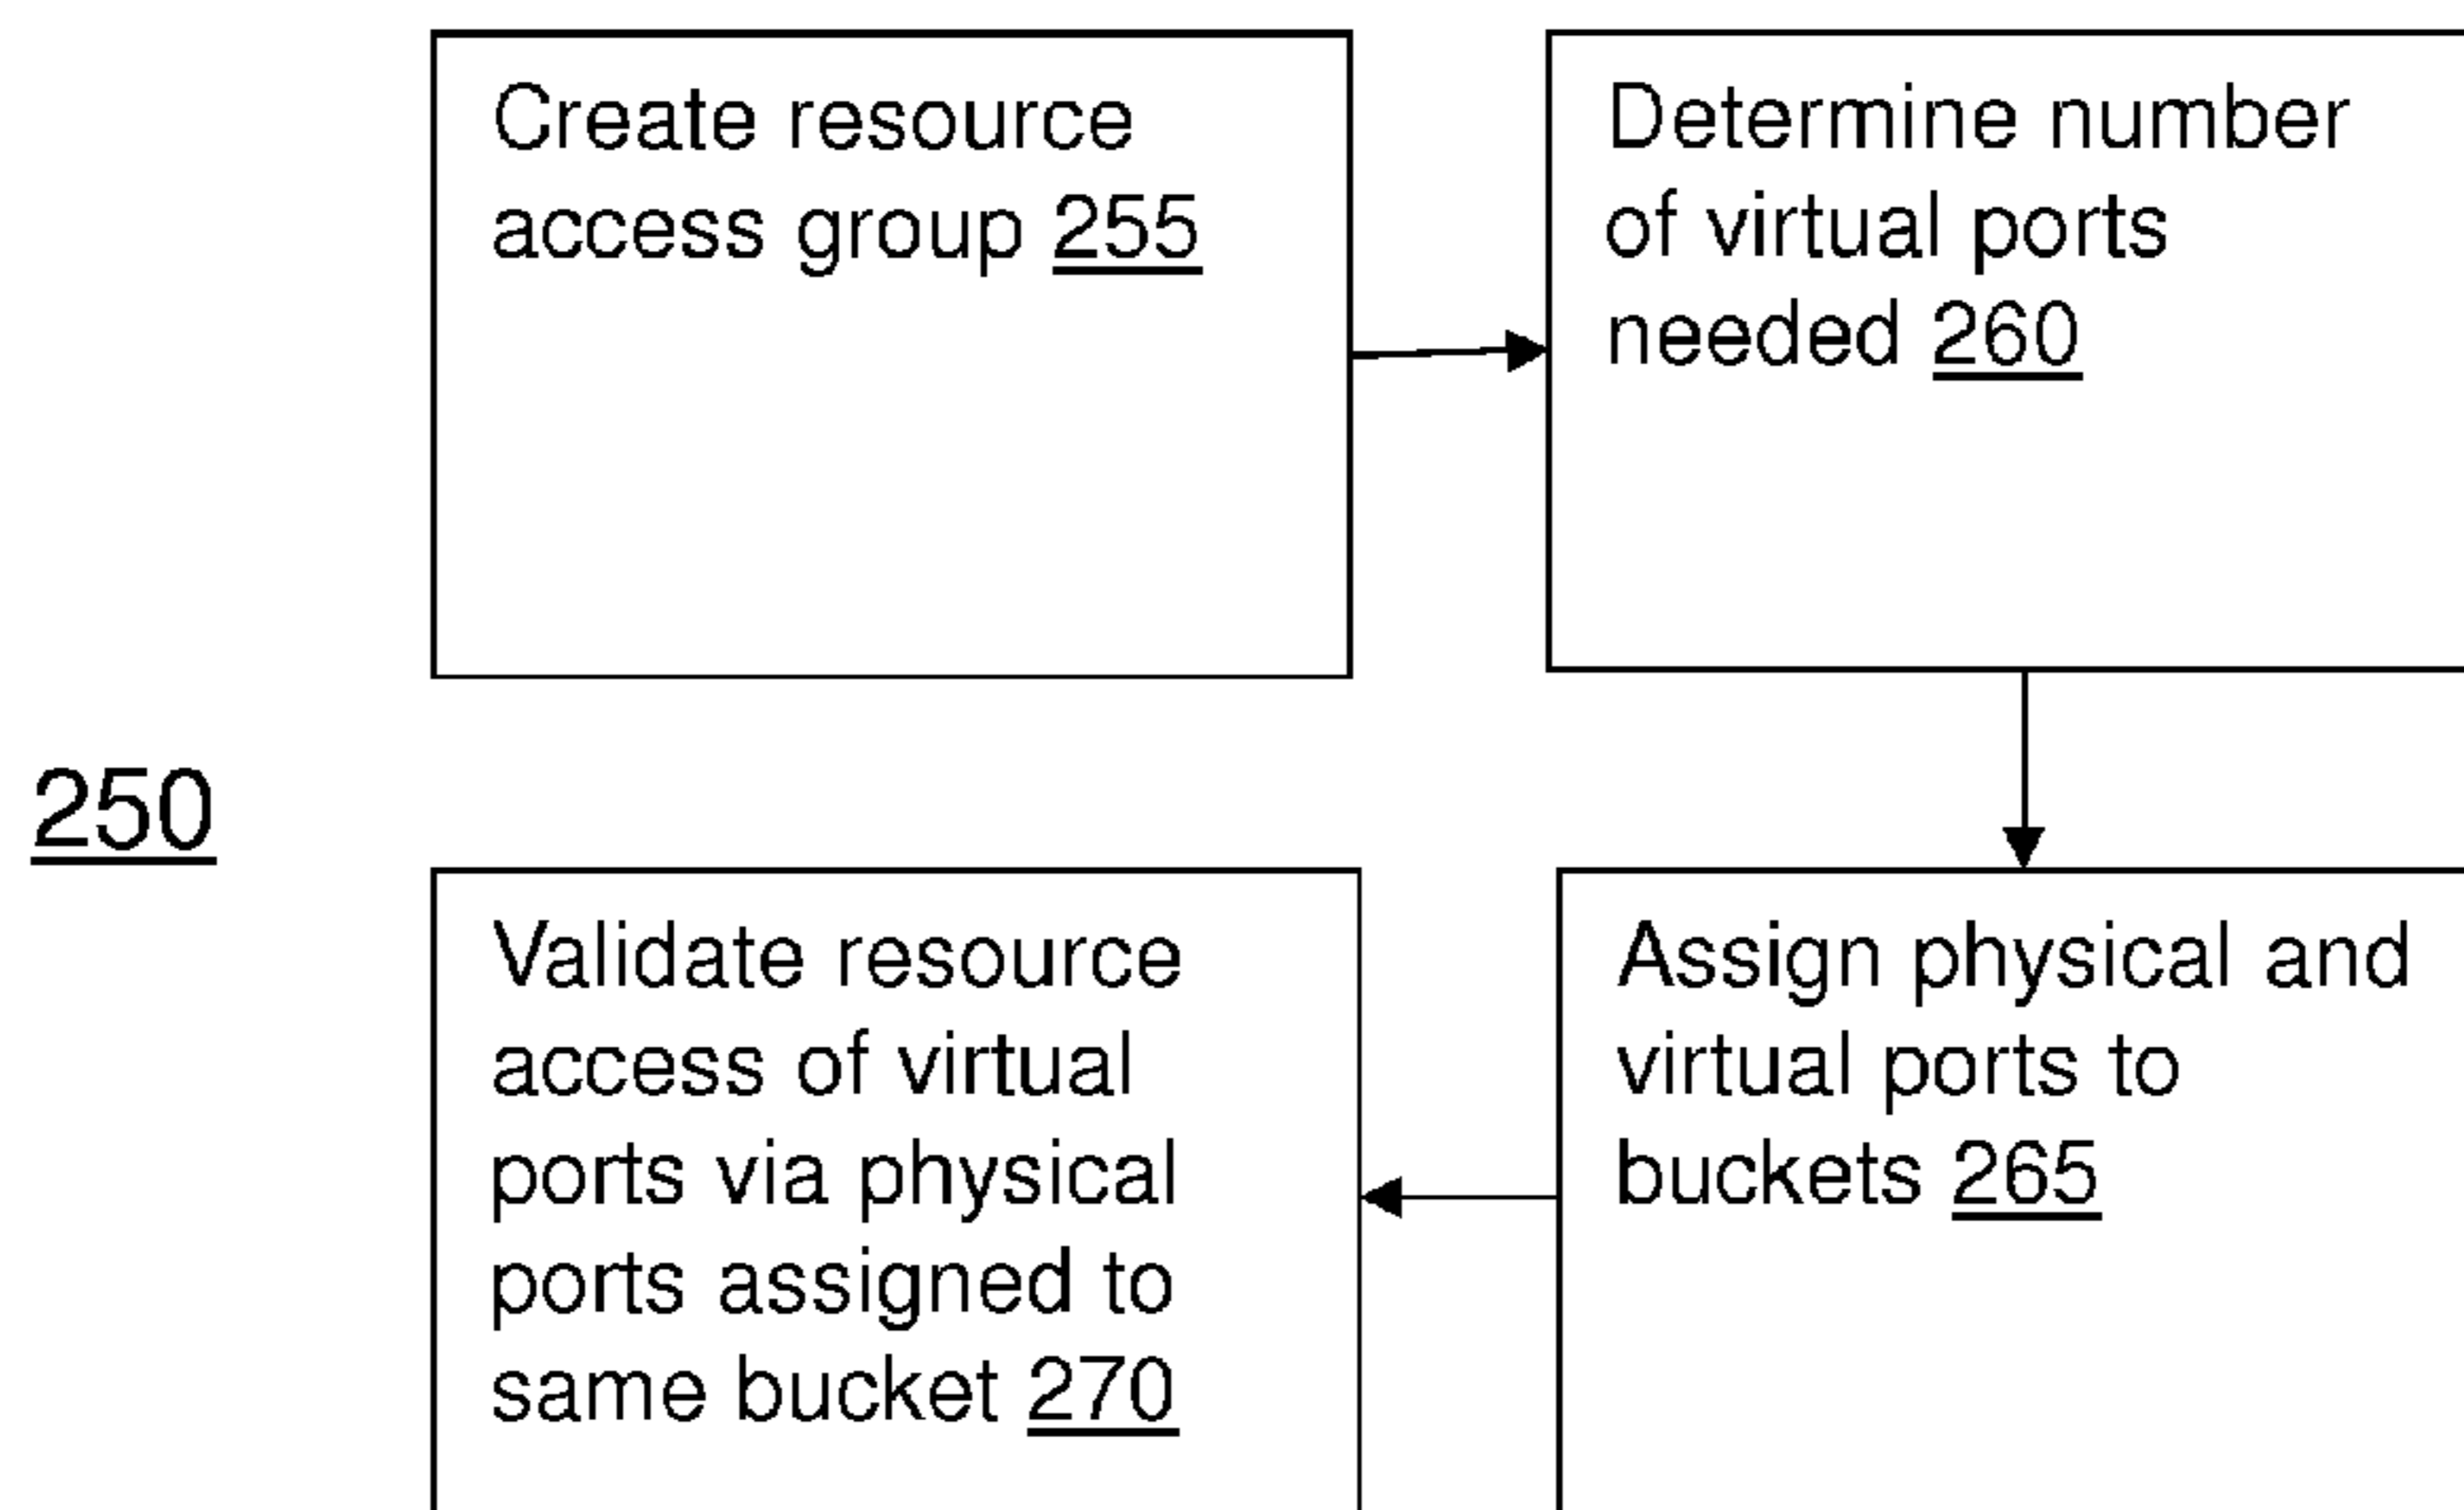 Create resource
access group 255
Determine number
of virtual ports
needed 260
250
Validate resource
access of virtual
ports via physical
ports assigned to
same bucket 270
Assign physical and
virtual ports to
buckets 265